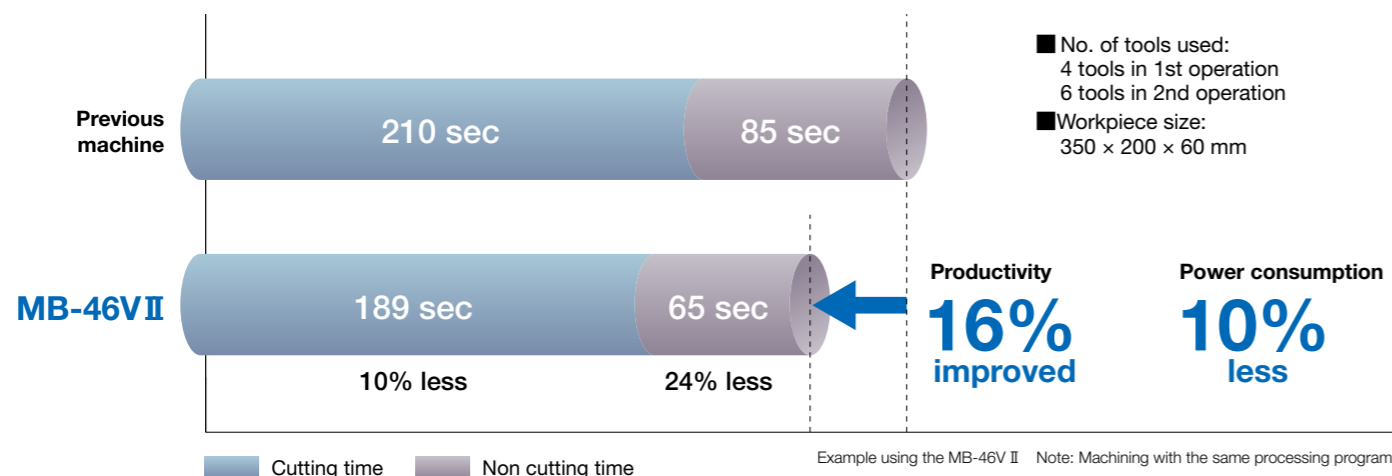 ■ No. of tools used:
4 tools in 1st operation
6 tools in 2nd operation
■Workpiece size:
350 × 200 × 60 mm
Previous
machine
210 sec
85 sec
MB-46VⅡ
189 sec
65 sec
10% less
24% less
Productivity
16%
improved
Power consumption
10%
less
Cutting time
Non cutting time
Example using the MB-46V Ⅱ Note: Machining with the same processing program